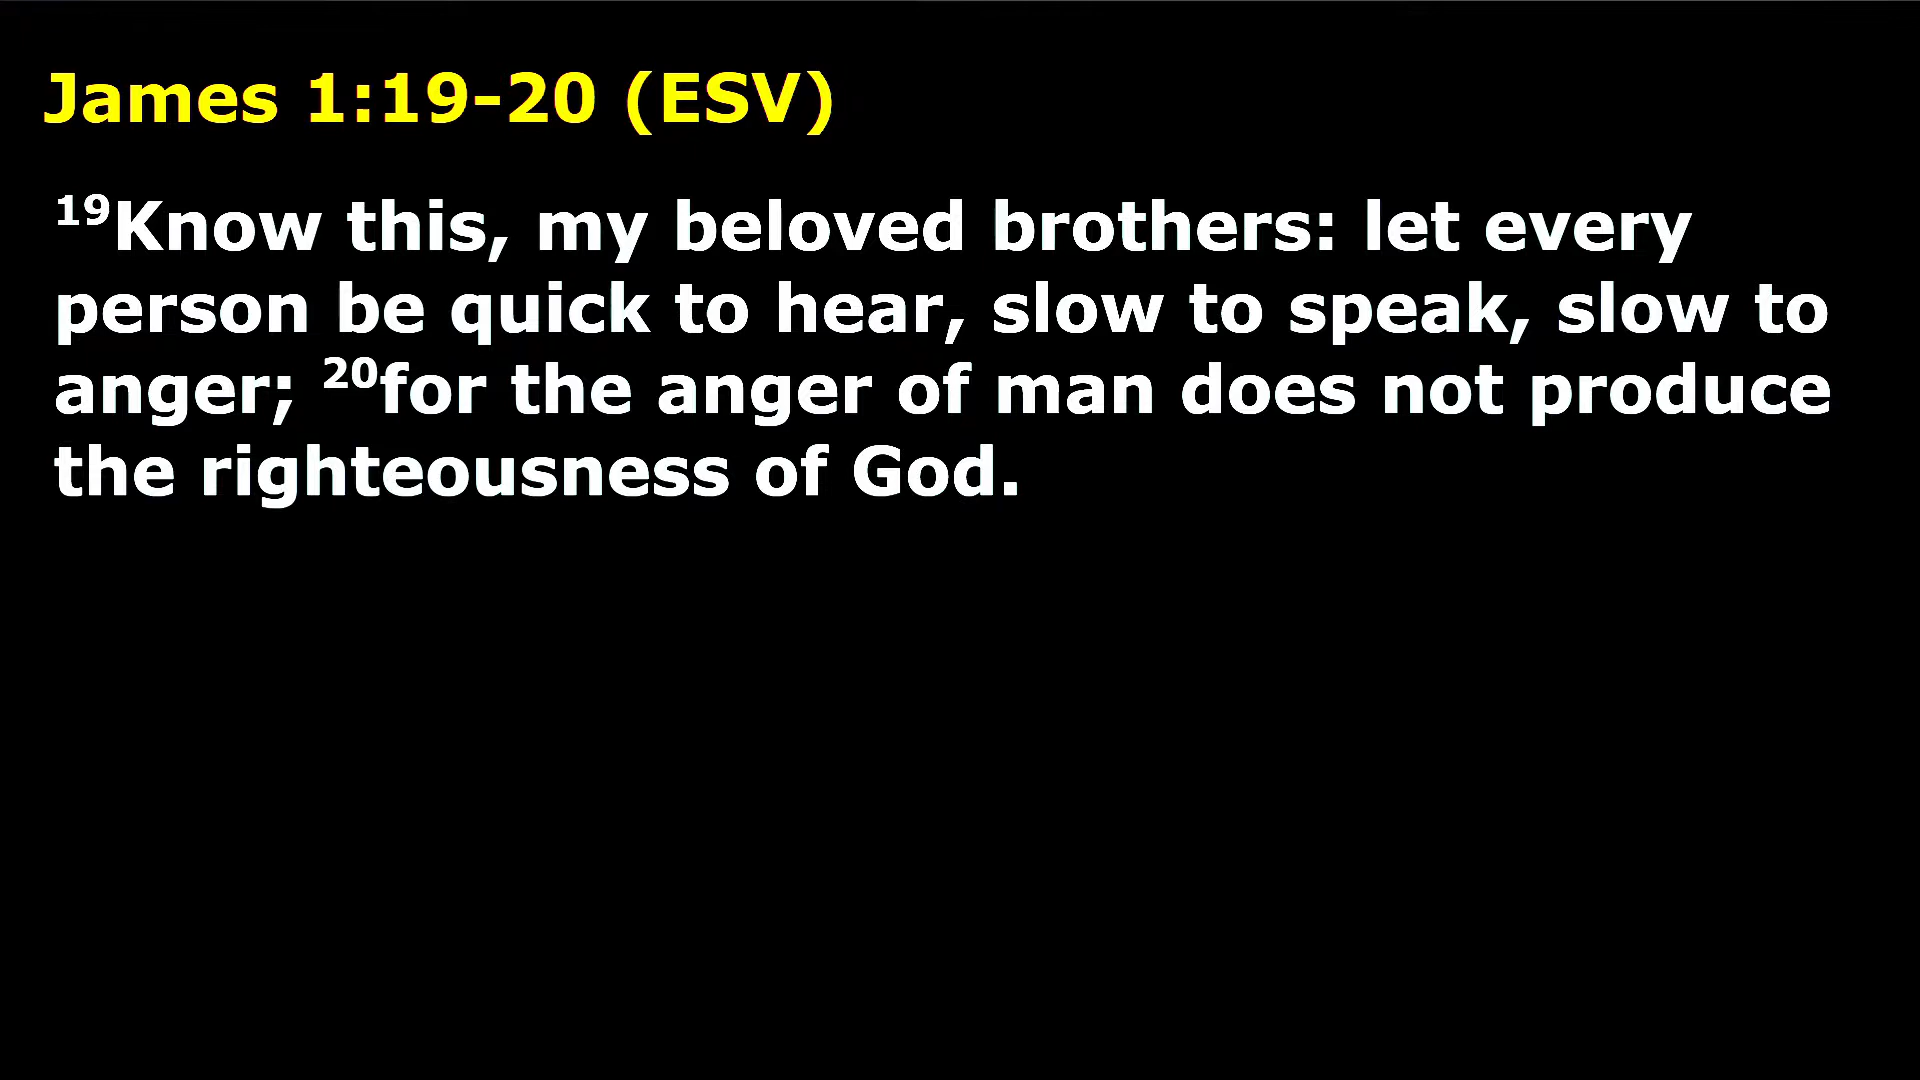 James 1:19-20 (ESV)
19Know this, my beloved brothers: let every
person be quick to hear, slow to speak, slow to
anger; 20for the anger of man does not produce
the righteousness of God.